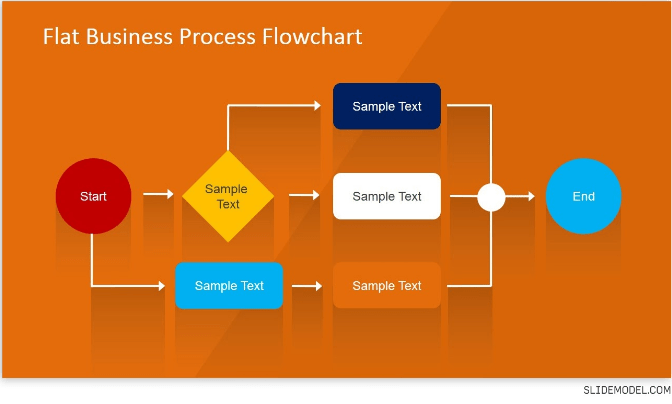 Flat Business Process Flowchart
Sample Text
Start
Sample
Text
Sample Text
End
Sample Text
Sample Text
SLIDEMODEL.COM